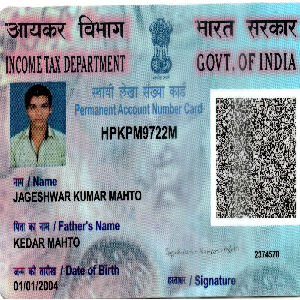 आयकर विभाग
भारत सरकार
INCOME TAX DEPARTMENT
GOVT. OF INDIA
स्थायी लेखा संख्या कार्ड
Permanent Account Number Card
HPKPM9722M
नाम / Name
JAGESHWAR KUMAR MAHTO
पिता का नाम / Father's Name
KEDAR MAHTO
जन्म की तारीख / Date of Birth
01/01/2004
हस्ताक्षर / Signature
2374570